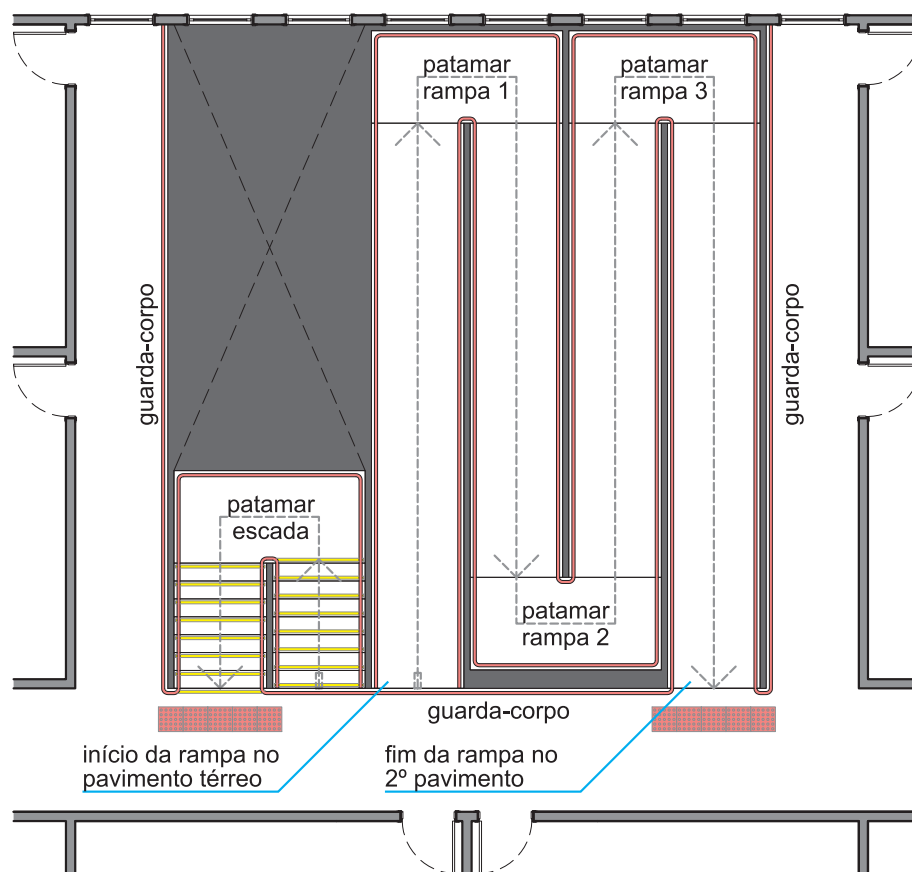 patamar
rampa 1
patamar
rampa 3
guarda-corpo
guarda-corpo
patamar
escada
patamar
rampa 2
guarda-corpo
início da rampa no
pavimento térreo
fim da rampa no
2º pavimento